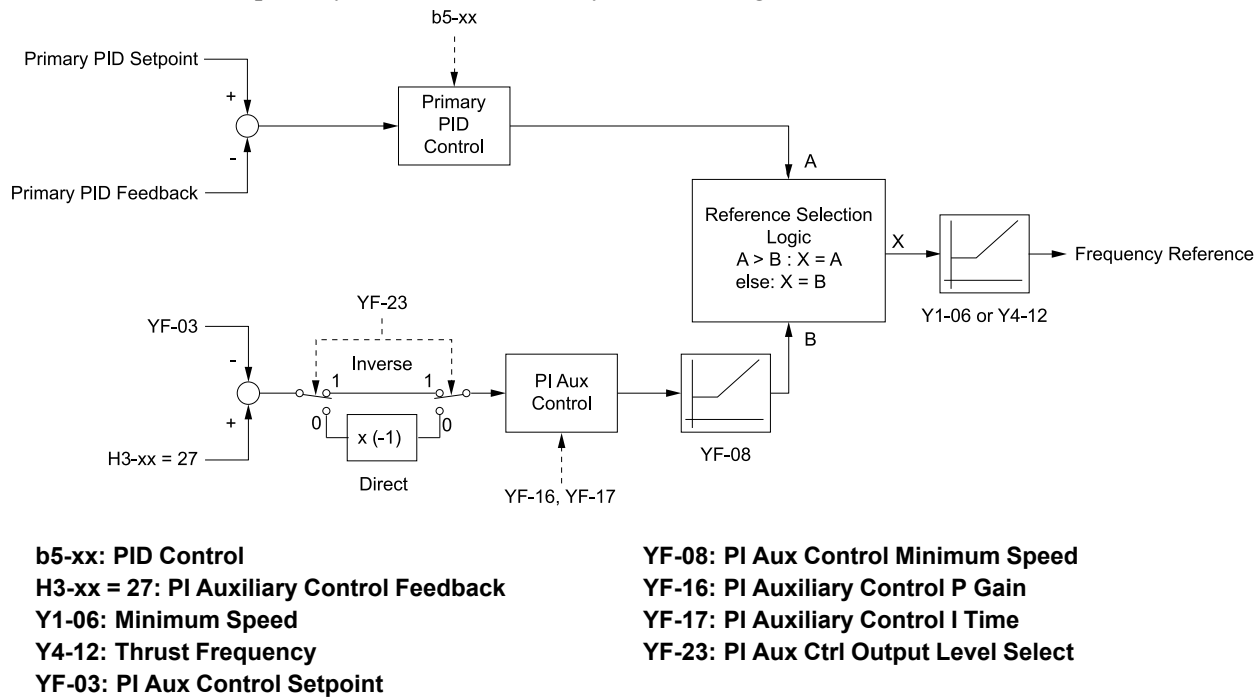 b5-xx
Primary PID Setpoint
+
Primary
PID
Control
-
A
Primary PID Feedback
Reference Selection
Logic
A > B : X = A
else: X = B
X
Frequency Reference
Y1-06 or Y4-12
YF-23
YF-03
B
-
Inverse
1
1
PI Aux
Control
+
0
x (-1)
0
YF-08
H3-xx = 27
Direct
YF-16, YF-17
b5-xx: PID Control
H3-xx = 27: PI Auxiliary Control Feedback
Y1-06: Minimum Speed
Y4-12: Thrust Frequency
YF-03: PI Aux Control Setpoint
YF-08: PI Aux Control Minimum Speed
YF-16: PI Auxiliary Control P Gain
YF-17: PI Auxiliary Control I Time
YF-23: PI Aux Ctrl Output Level Select